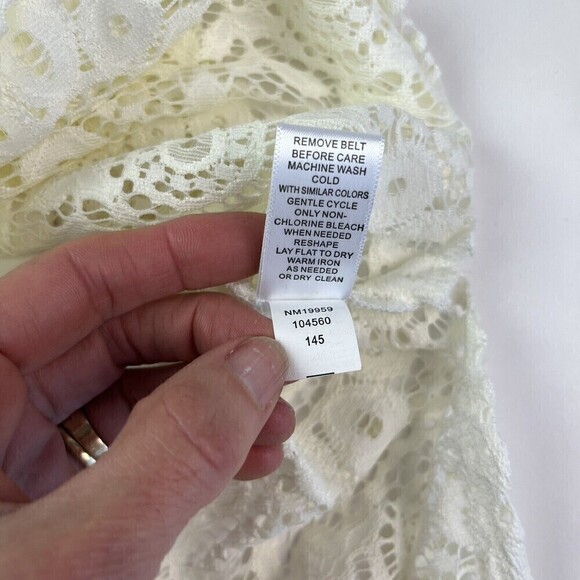 REMOVE BELT
BEFORE CARE
MACHINE WASH
COLD
WITH SIMILAR COLORS
GENTLE CYCLE
ONLY NON-
CHLORINE BLEACH
WHEN NEEDED
RESHAPE
LAY FLAT TO DRY
WARM IRON
AS NEEDED
OR DRY CLEAN
NM19959
104560
145